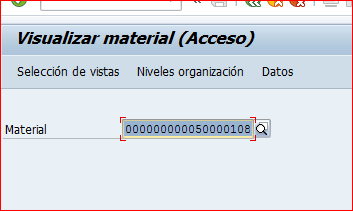 Visualizar material (Acceso)
Selección de vistas Niveles organización Datos
Material 000000000050000108